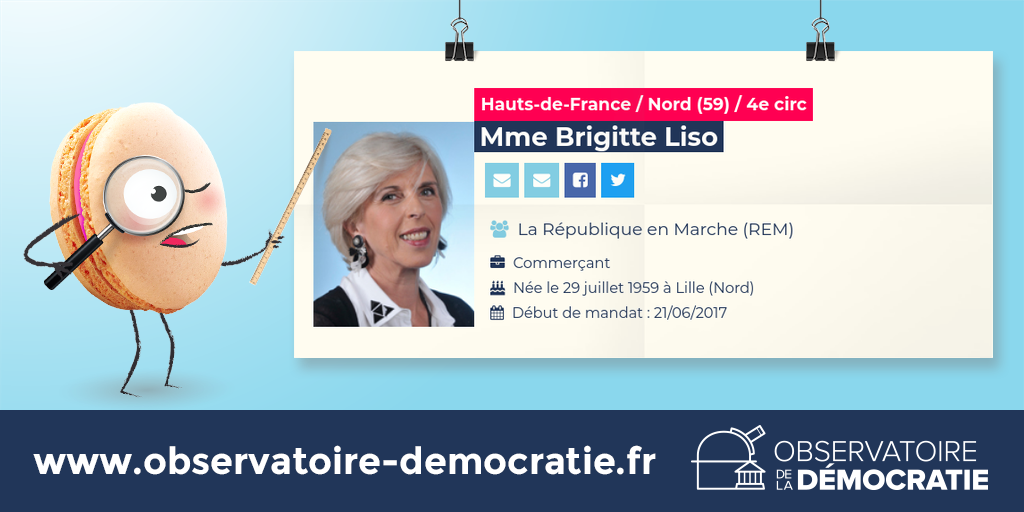 Hauts-de-France / Nord (59) / 4e circ
Mme Brigitte Liso
La République en Marche (REM)
Commerçant
Née le 29 juillet 1959 à Lille (Nord)
Début de mandat : 21/06/2017
www.observatoire-democratie.fr
OBSERVATOIRE
DE LA DÉMOCRATIE